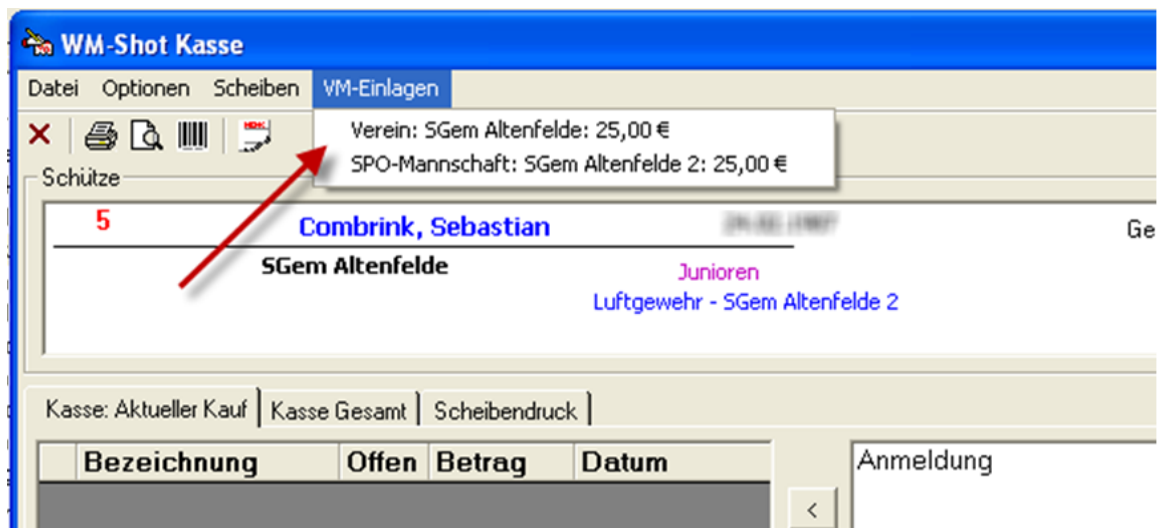 WM-Shot Kasse
Datei Optionen Scheiben VM-Einlagen
Verein: SGem Altenfelde: 25,00 €
SPO-Mannschaft: SGem Altenfelde 2: 25,00 €
Schütze
5 Combrink, Sebastian Ge
SGem Altenfelde Junioren
Luftgewehr - SGem Altenfelde 2
Kasse: Aktueller Kauf Kasse Gesamt Scheibendruck
Bezeichnung Offen Betrag Datum Anmeldung
<